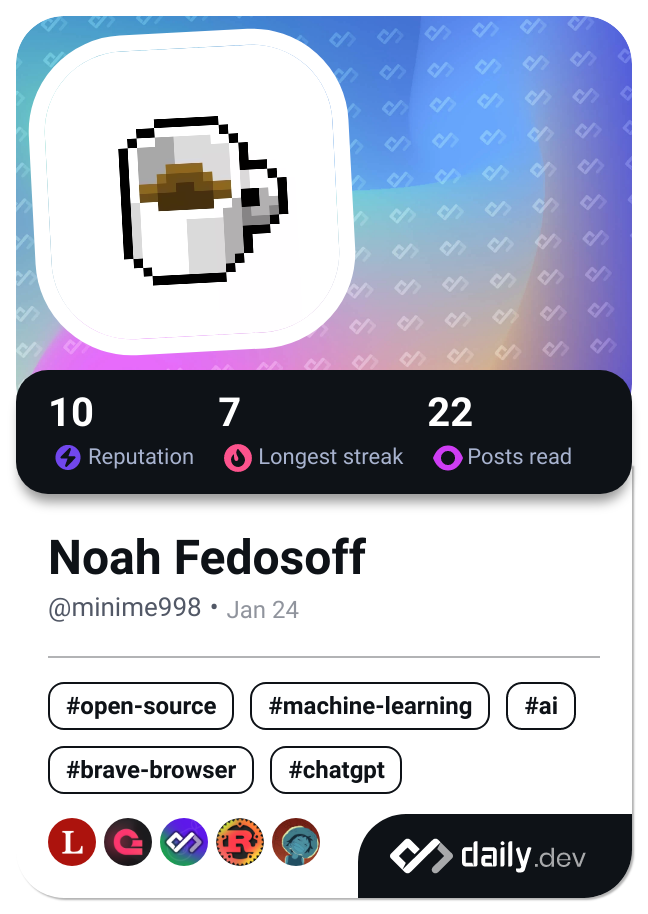 10 7 22
Reputation Longest streak Posts read
Noah Fedosoff
@minime998 • Jan 24
#open-source #machine-learning #ai
#brave-browser #chatgpt
L R
daily.dev